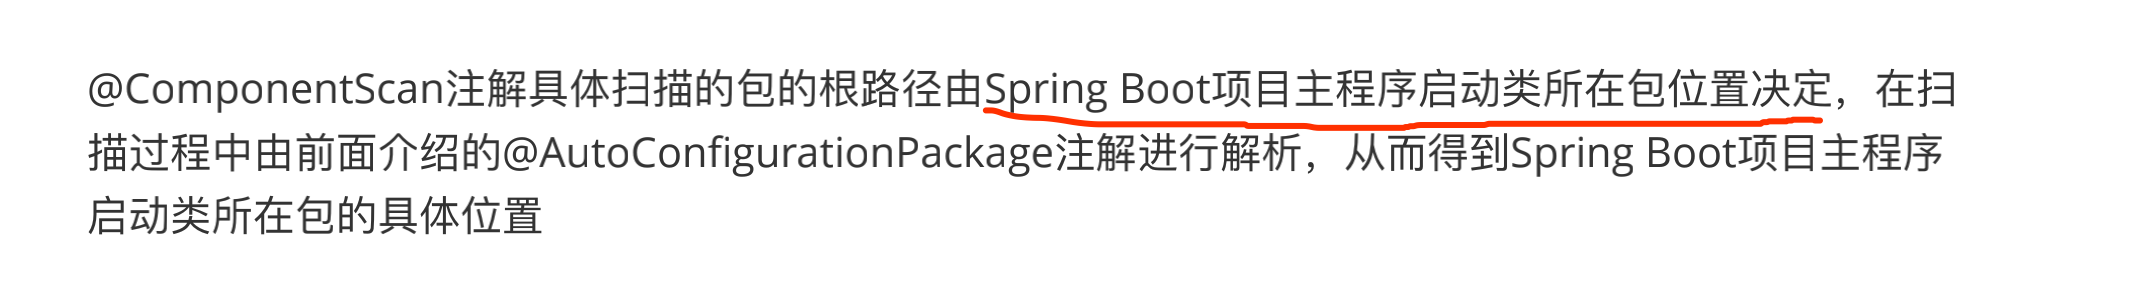 @ComponentScan注解具体扫描的包的根路径由Spring Boot项目主程序启动类所在包位置决定，在扫
描过程中由前面介绍的@AutoConfigurationPackage注解进行解析，从而得到Spring Boot项目主程序
启动类所在包的具体位置